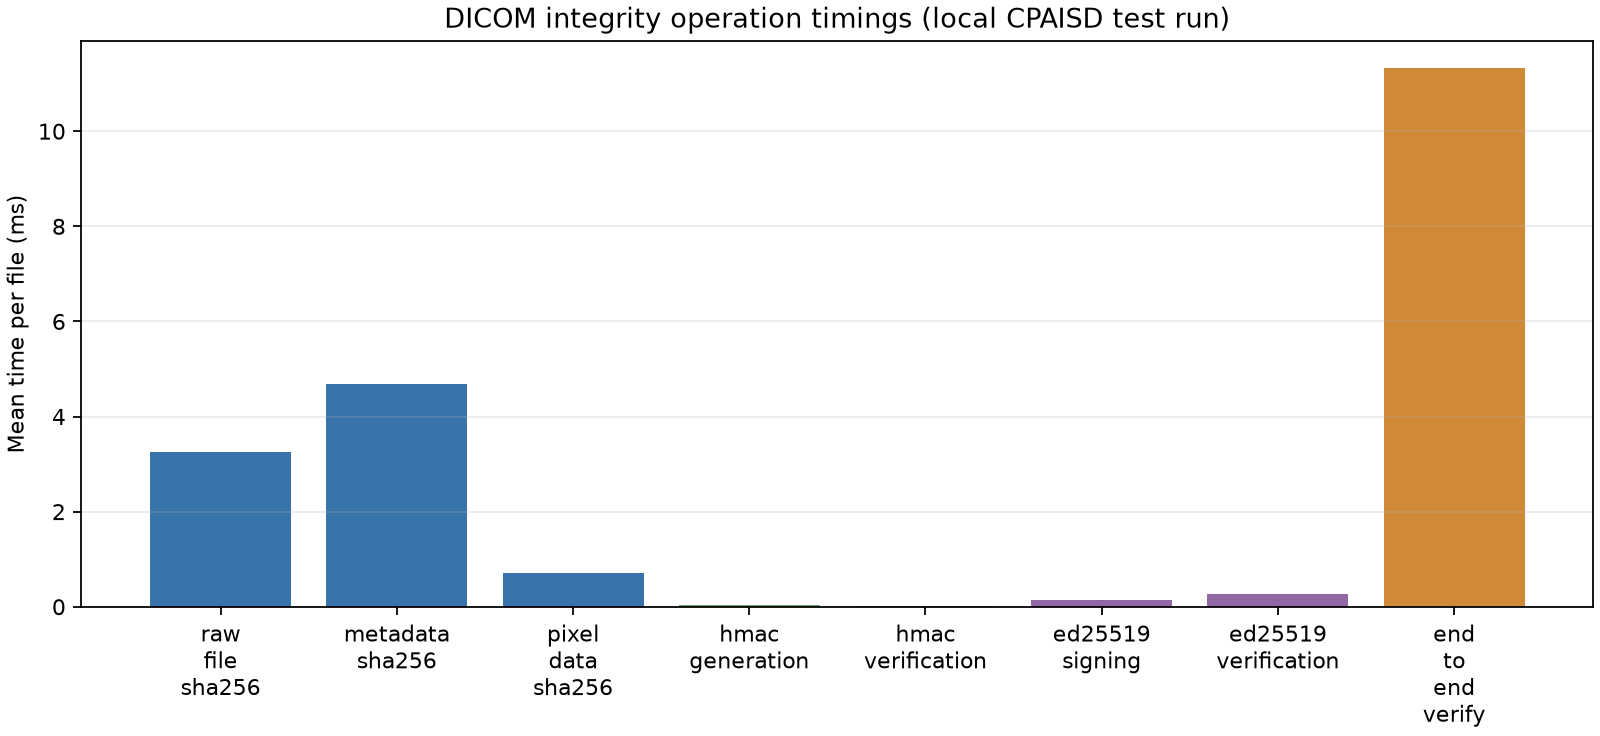 DICOM integrity operation timings (local CPAISD test run)
Mean time per file (ms)
10
8
6
4
2
0
raw
file
sha256
metadata
sha256
pixel
data
sha256
hmac
generation
hmac
verification
ed25519
signing
ed25519
verification
end
to
end
verify